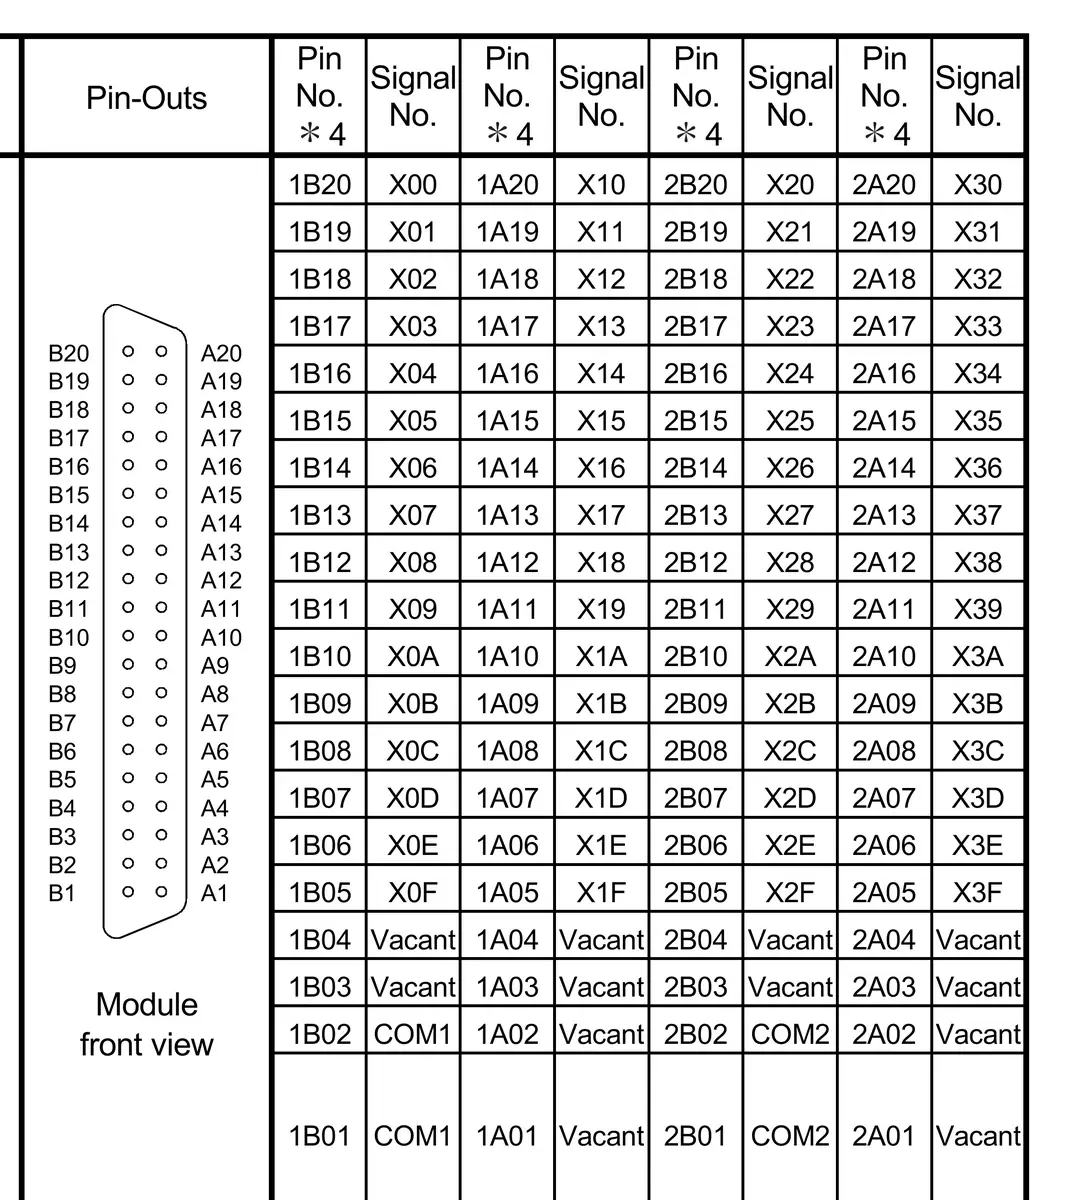 Pin-Outs
Pin No. ＊4 Signal No. Pin No. ＊4 Signal No. Pin No. ＊4 Signal No. Pin No. ＊4 Signal No.
B20 A20
B19 A19
B18 A18
B17 A17
B16 A16
B15 A15
B14 A14
B13 A13
B12 A12
B11 A11
B10 A10
B9 A9
B8 A8
B7 A7
B6 A6
B5 A5
B4 A4
B3 A3
B2 A2
B1 A1
Module
front view
1B20 X00 1A20 X10 2B20 X20 2A20 X30
1B19 X01 1A19 X11 2B19 X21 2A19 X31
1B18 X02 1A18 X12 2B18 X22 2A18 X32
1B17 X03 1A17 X13 2B17 X23 2A17 X33
1B16 X04 1A16 X14 2B16 X24 2A16 X34
1B15 X05 1A15 X15 2B15 X25 2A15 X35
1B14 X06 1A14 X16 2B14 X26 2A14 X36
1B13 X07 1A13 X17 2B13 X27 2A13 X37
1B12 X08 1A12 X18 2B12 X28 2A12 X38
1B11 X09 1A11 X19 2B11 X29 2A11 X39
1B10 X0A 1A10 X1A 2B10 X2A 2A10 X3A
1B09 X0B 1A09 X1B 2B09 X2B 2A09 X3B
1B08 X0C 1A08 X1C 2B08 X2C 2A08 X3C
1B07 X0D 1A07 X1D 2B07 X2D 2A07 X3D
1B06 X0E 1A06 X1E 2B06 X2E 2A06 X3E
1B05 X0F 1A05 X1F 2B05 X2F 2A05 X3F
1B04 Vacant 1A04 Vacant 2B04 Vacant 2A04 Vacant
1B03 Vacant 1A03 Vacant 2B03 Vacant 2A03 Vacant
1B02 COM1 1A02 Vacant 2B02 COM2 2A02 Vacant
1B01 COM1 1A01 Vacant 2B01 COM2 2A01 Vacant